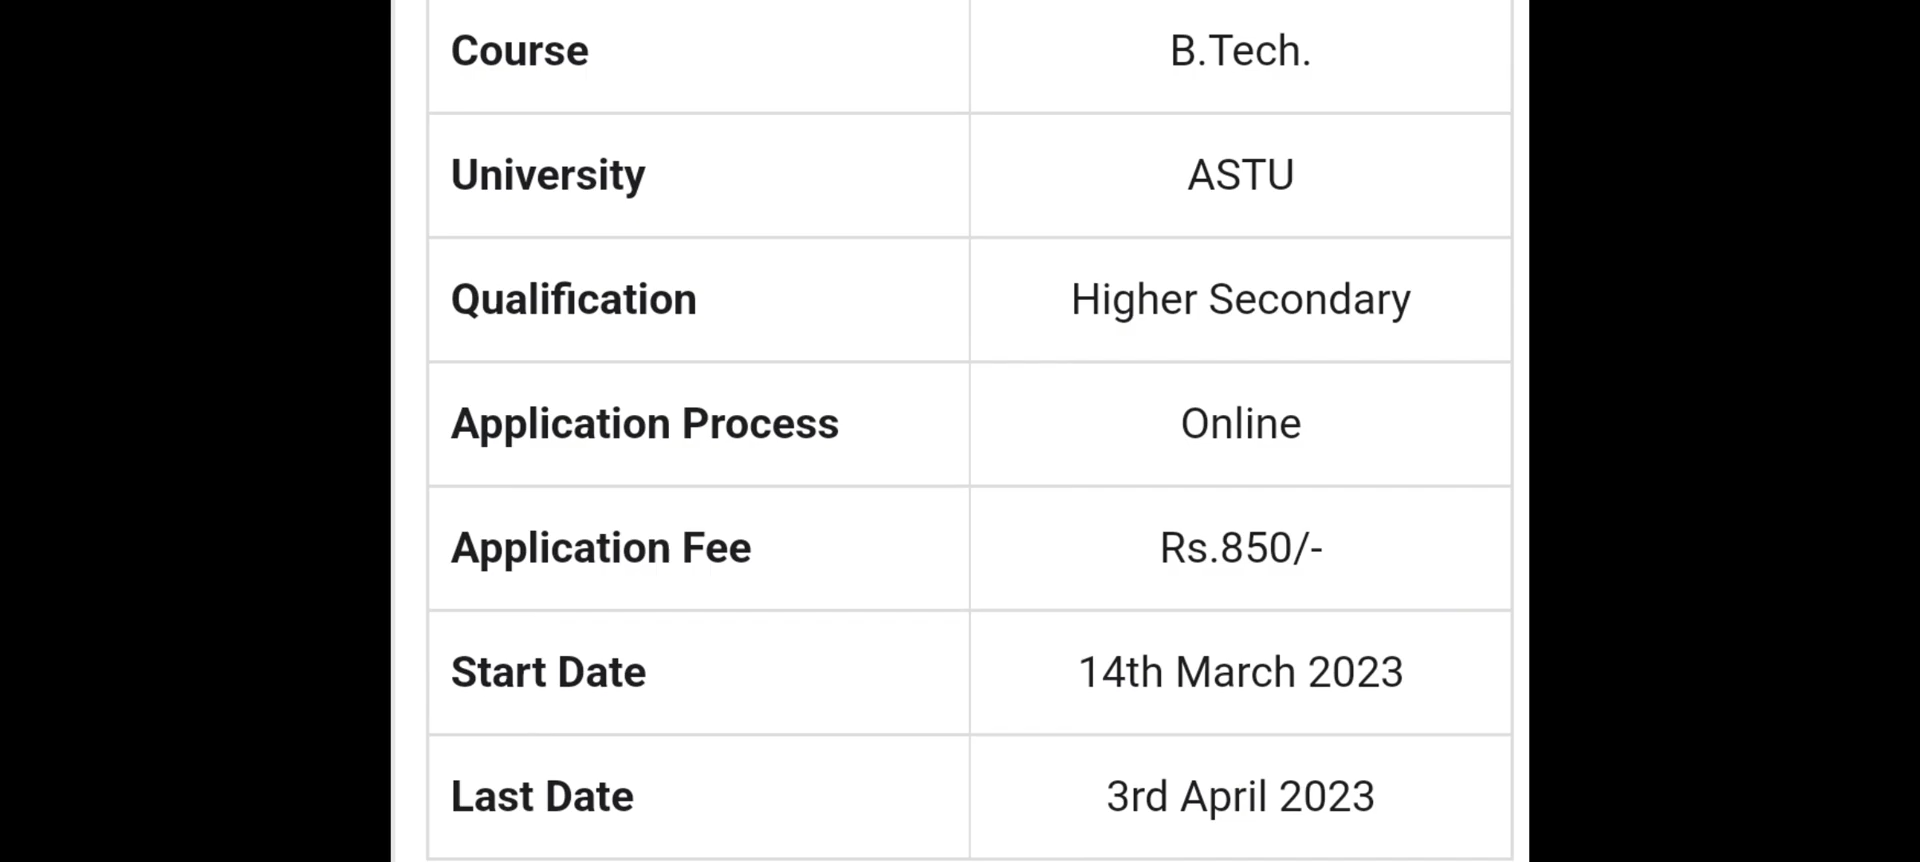 Course B.Tech.
University ASTU
Qualification Higher Secondary
Application Process Online
Application Fee Rs.850/-
Start Date 14th March 2023
Last Date 3rd April 2023